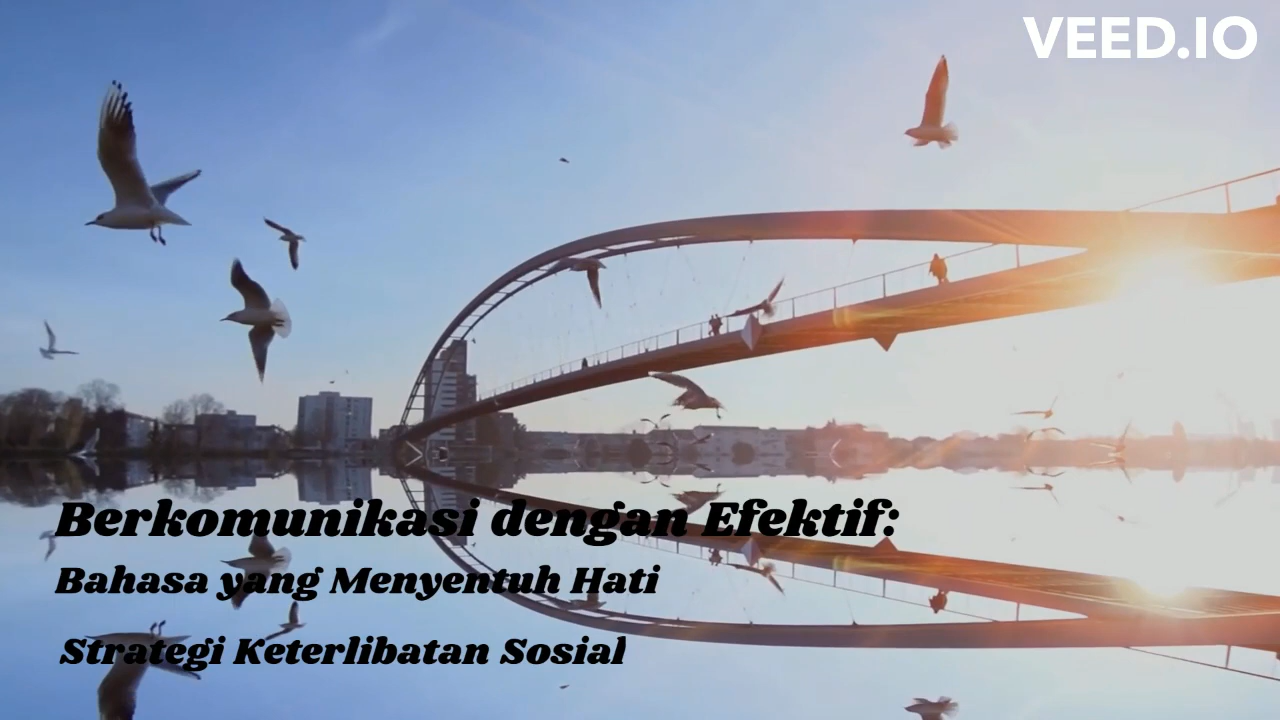 VEED.IO
Berkomunikasi dengan Efektif:
Bahasa yang Menyentuh Hati
Strategi Keterlibatan Sosial